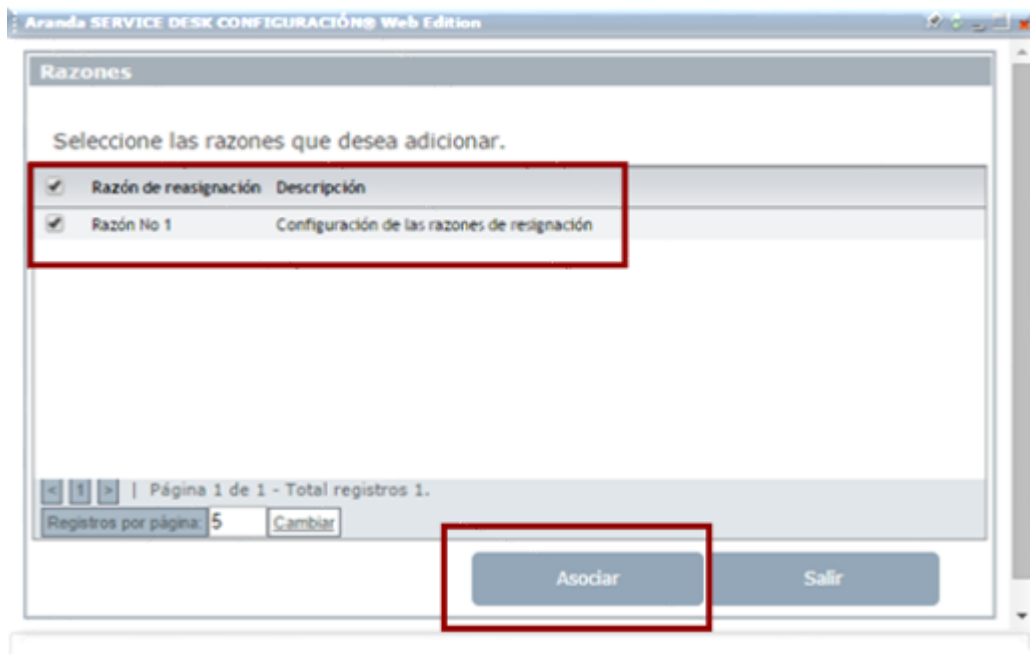 Aranda SERVICE DESK CONFIGURACIÓN® Web Edition
Razones
Seleccione las razones que desea adicionar.
Razón de reasignación Descripción
Razón No 1 Configuración de las razones de resignación
< 1 > | Página 1 de 1 - Total registros 1.
Registros por página: 5 Cambiar
Asociar Salir